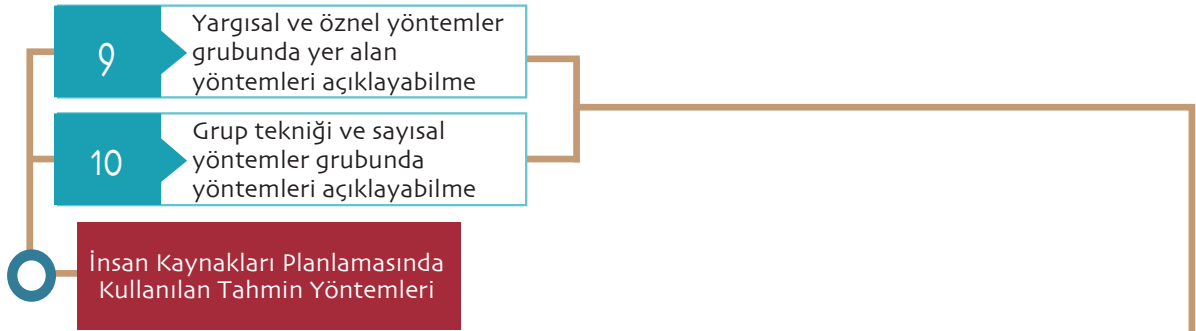 9
Yargısal ve öznel yöntemler
grubunda yer alan
yöntemleri açıklayabilme
10
Grup tekniği ve sayısal
yöntemler grubunda
yöntemleri açıklayabilme
İnsan Kaynakları Planlamasında
Kullanılan Tahmin Yöntemleri